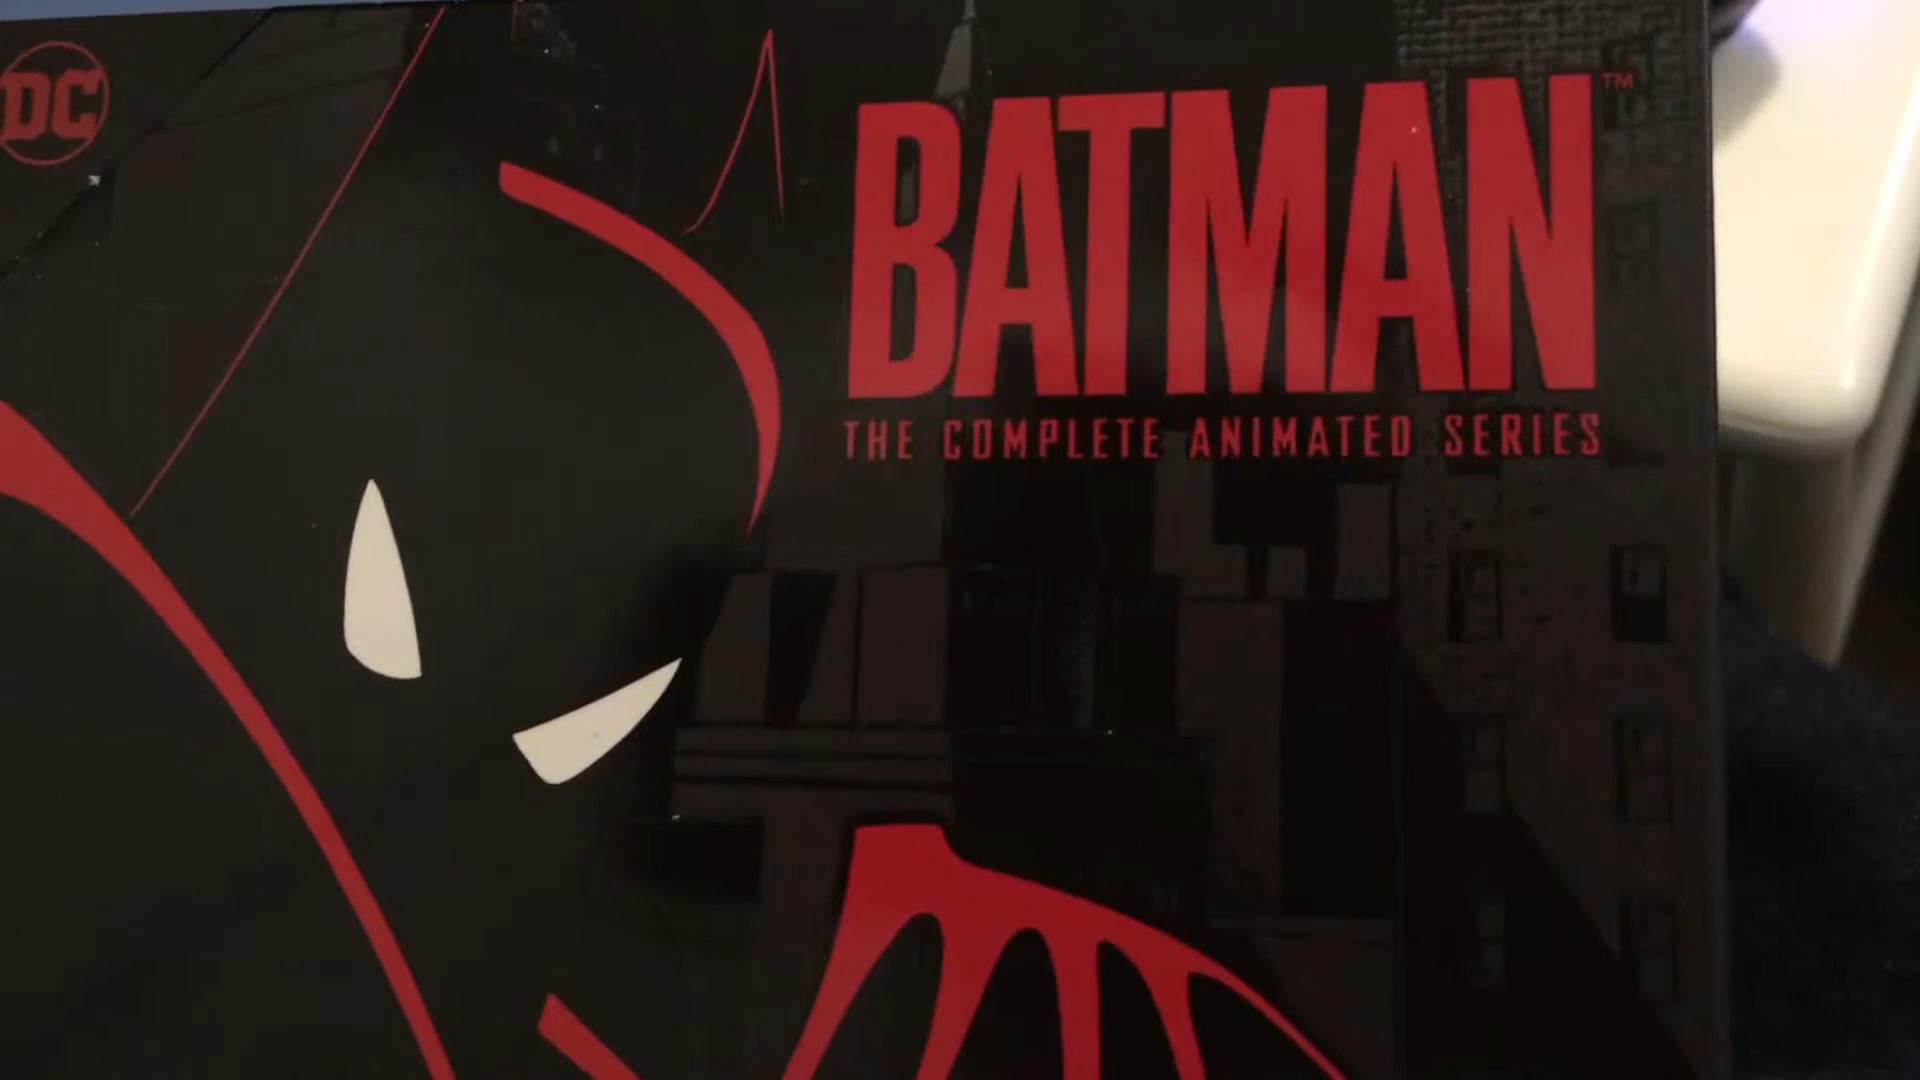 DC
BATMAN™
THE COMPLETE ANIMATED SERIES